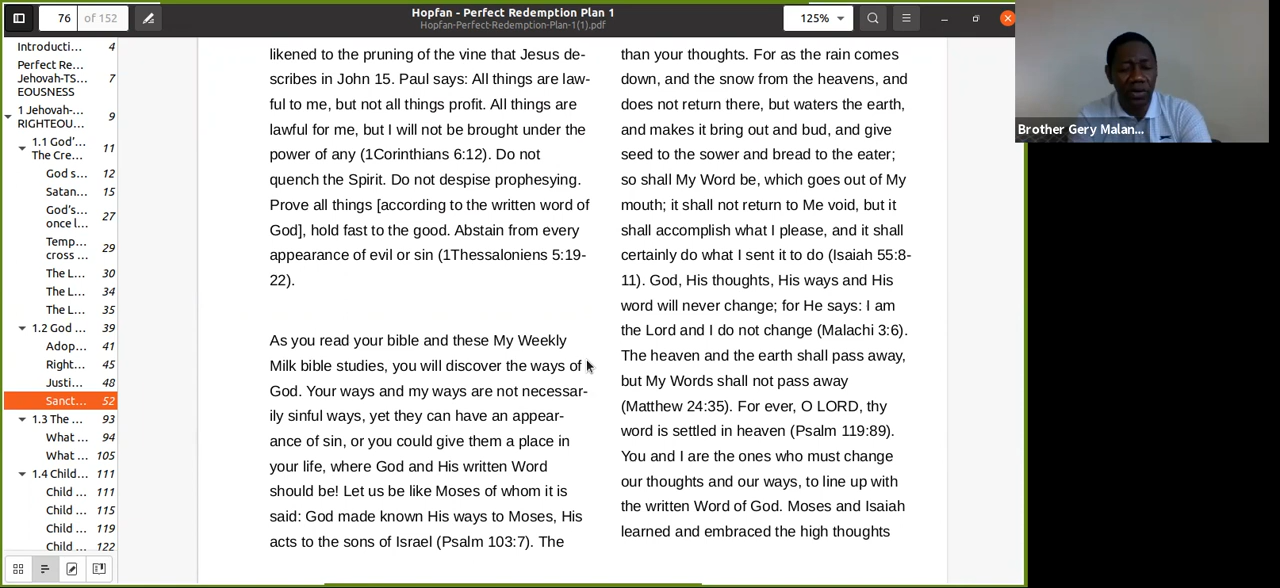 76 of 152
Hopfan - Perfect Redemption Plan 1
Hopfan-Perfect-Redemption-Plan-1(1).pdf
125%
Introducti... 4
Perfect Re...
Jehovah-TS... 7
EOUSNESS
1 Jehovah-
RIGHTEOU... 9
1.1 God'...
The Cre... 11
God s... 12
Satan... 15
God's...
once l... 27
Temp...
cross ... 29
The L... 30
The L... 34
The L... 35
1.2 God ... 39
Adop... 41
Right... 45
Justi... 48
Sanct... 52
1.3 The ... 93
What ... 94
What ... 105
1.4 Child... 111
Child ... 111
Child ... 115
Child ... 119
Child ... 122
likened to the pruning of the vine that Jesus de-
scribes in John 15. Paul says: All things are law-
ful to me, but not all things profit. All things are
lawful for me, but I will not be brought under the
power of any (1Corinthians 6:12). Do not
quench the Spirit. Do not despise prophesying.
Prove all things [according to the written word of
God], hold fast to the good. Abstain from every
appearance of evil or sin (1Thessaloniens 5:19-
22).
As you read your bible and these My Weekly
Milk bible studies, you will discover the ways of
God. Your ways and my ways are not necessar-
ily sinful ways, yet they can have an appear-
ance of sin, or you could give them a place in
your life, where God and His written Word
should be! Let us be like Moses of whom it is
said: God made known His ways to Moses, His
acts to the sons of Israel (Psalm 103:7). The
than your thoughts. For as the rain comes
down, and the snow from the heavens, and
does not return there, but waters the earth,
and makes it bring out and bud, and give
seed to the sower and bread to the eater;
so shall My Word be, which goes out of My
mouth; it shall not return to Me void, but it
shall accomplish what I please, and it shall
certainly do what I sent it to do (Isaiah 55:8-
11). God, His thoughts, His ways and His
word will never change; for He says: I am
the Lord and I do not change (Malachi 3:6).
The heaven and the earth shall pass away,
but My Words shall not pass away
(Matthew 24:35). For ever, O LORD, thy
word is settled in heaven (Psalm 119:89).
You and I are the ones who must change
our thoughts and our ways, to line up with
the written Word of God. Moses and Isaiah
learned and embraced the high thoughts
Brother Gery Malan...